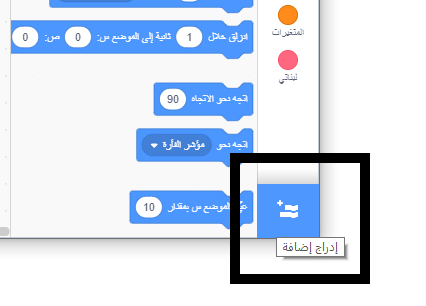 المتغيرات
لبناتي
انزلق خلال 1 ثانية إلى الموضع س: 0 ص: 0
اتجه نحو الاتجاه 90
اتجه نحو مؤشر الفأرة
الموضع س بمقدار 10
إدراج إضافة